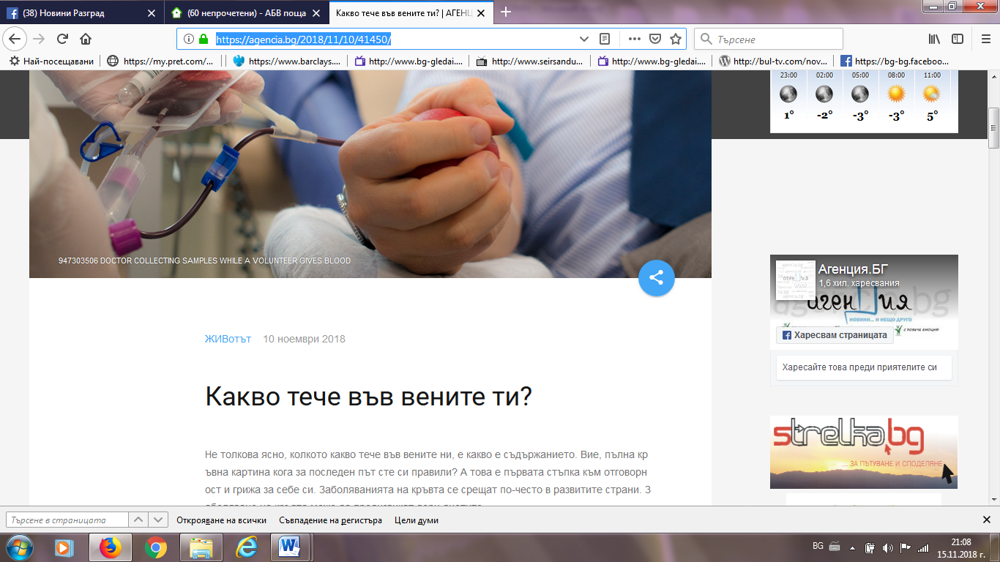 (38) Новини Разград
(60 непрочетени) - АБВ поща
Какво тече във вените ти? | АГЕНЦ
https://agencia.bg/2018/11/10/41450/
Търсене
Най-посещавани
https://my.pret.com/...
https://www.barclays....
http://www.bg-gledai....
http://www.seirsandu...
http://www.bg-gledai....
http://bul-tv.com/nov...
https://bg-bg.faceboo...
23:00 02:00 05:00 08:00 11:00
1° -2° -3° -3° 5°
947303506 DOCTOR COLLECTING SAMPLES WHILE A VOLUNTEER GIVES BLOOD
Агенция.БГ
1,6 хил. харесвания
агенЦия
НОВИНИ... И НЕЩО ДРУГО
С ПОВЕЧЕ ЕМОЦИЯ!
Харесвам страницата
Харесайте това преди приятелите си
strelka.bg
... ЗА ПЪТУВАНЕ И СПОДЕЛЯНЕ
ЖИВотът 10 ноември 2018
Какво тече във вените ти?
Не толкова ясно, колкото какво тече във вените ни, е какво е съдържанието. Вие, пълна кр
ъвна картина кога за последен път сте си правили? А това е първата стъпка към отговорн
ост и грижа за себе си. Заболяванията на кръвта се срещат по-често в развитите страни. З
Търсене в страницата
Открояване на всички
Съвпадение на регистъра
Цели думи
BG
21:08
15.11.2018 г.